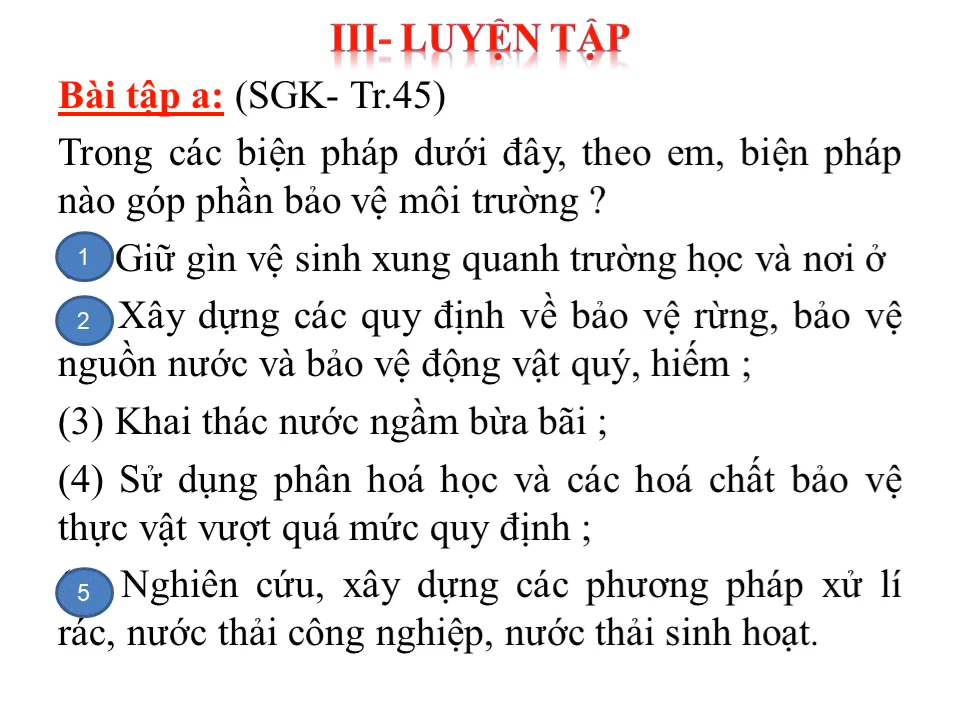 III- LUYỆN TẬP
Bài tập a: (SGK- Tr.45)
Trong các biện pháp dưới đây, theo em, biện pháp
nào góp phần bảo vệ môi trường ?
1 Giữ gìn vệ sinh xung quanh trường học và nơi ở
2 Xây dựng các quy định về bảo vệ rừng, bảo vệ
nguồn nước và bảo vệ động vật quý, hiếm ;
(3) Khai thác nước ngầm bừa bãi ;
(4) Sử dụng phân hoá học và các hoá chất bảo vệ
thực vật vượt quá mức quy định ;
5 Nghiên cứu, xây dựng các phương pháp xử lí
rác, nước thải công nghiệp, nước thải sinh hoạt.